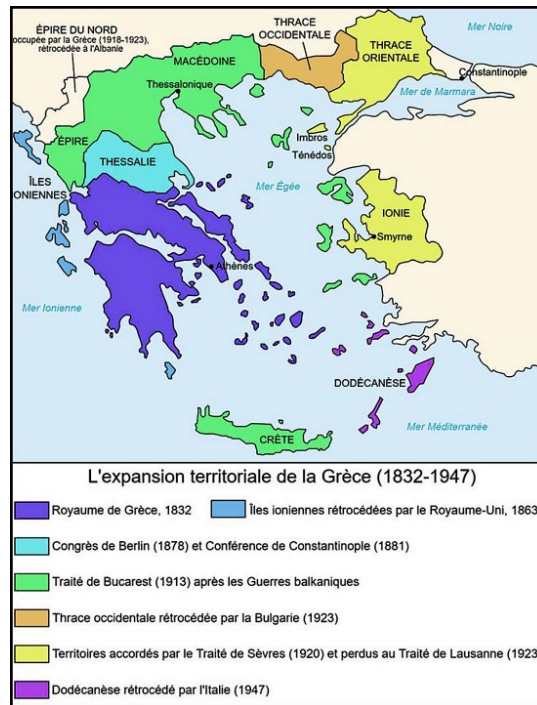 ÉPIRE DU NORD
occupée par la Grèce (1918-1923),
rétrocédée à l'Albanie
THRACE
OCCIDENTALE
Mer Noire
MACÉDOINE
THRACE
ORIENTALE
Constantinople
Thessalonique
Mer de Marmara
Imbros
Ténédos
ÉPIRE
THESSALIE
Mer Égée
ÎLES
IONIENNES
IONIE
Smyrne
Athènes
Mer Ionienne
DODÉCANÈSE
Mer Méditerranée
CRÈTE
L'expansion territoriale de la Grèce (1832-1947)
Royaume de Grèce, 1832
Îles ioniennes rétrocédées par le Royaume-Uni, 1863
Congrès de Berlin (1878) et Conférence de Constantinople (1881)
Traité de Bucarest (1913) après les Guerres balkaniques
Thrace occidentale rétrocédée par la Bulgarie (1923)
Territoires accordés par le Traité de Sèvres (1920) et perdus au Traité de Lausanne (1923
Dodécanèse rétrocédé par l'Italie (1947)